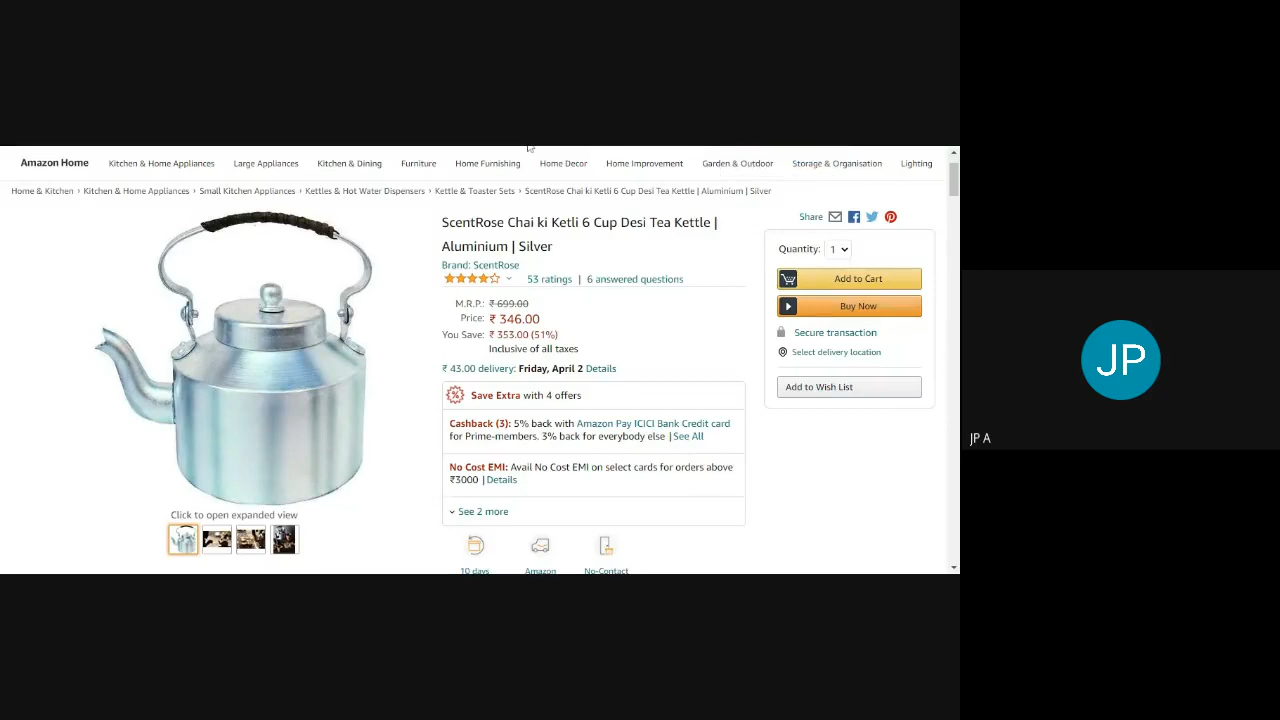 Amazon Home Kitchen & Home Appliances Large Appliances Kitchen & Dining Furniture Home Furnishing Home Decor Home Improvement Garden & Outdoor Storage & Organisation Lighting
Home & Kitchen › Kitchen & Home Appliances › Small Kitchen Appliances › Kettles & Hot Water Dispensers › Kettle & Toaster Sets › ScentRose Chai ki Ketli 6 Cup Desi Tea Kettle | Aluminium | Silver
Click to open expanded view
ScentRose Chai ki Ketli 6 Cup Desi Tea Kettle |
Aluminium | Silver
Brand: ScentRose
53 ratings | 6 answered questions
M.R.P.: ₹ 699.00
Price: ₹ 346.00
You Save: ₹ 353.00 (51%)
Inclusive of all taxes
₹ 43.00 delivery: Friday, April 2 Details
Save Extra with 4 offers
Cashback (3): 5% back with Amazon Pay ICICI Bank Credit card
for Prime-members. 3% back for everybody else | See All
No Cost EMI: Avail No Cost EMI on select cards for orders above
₹3000 | Details
See 2 more
10 days Amazon No-Contact
Share
Quantity: 1
Add to Cart
Buy Now
Secure transaction
Select delivery location
Add to Wish List
JP
JP A